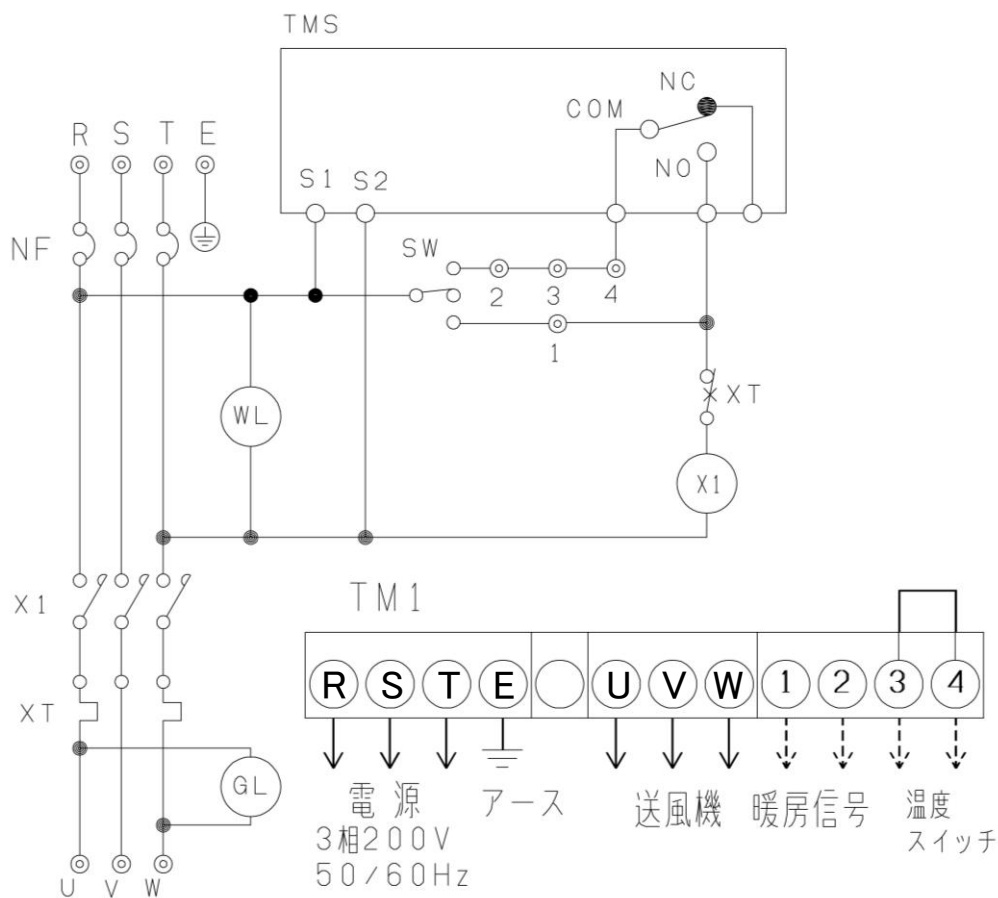 TMS
NC
COM
R S T E
NO
S1 S2
NF
SW
2 3 4
1
XT
WL
X1
X1
TM1
R S T E U V W 1 2 3 4
XT
GL
電源 アース 送風機 暖房信号 温度
スイッチ
3相200V
50/60Hz
U V W